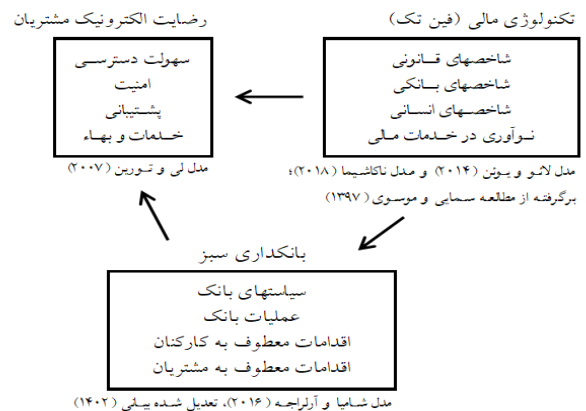 تکنولوژی مالی (فین تک)
شاخصهای قانونی
شاخصهای بانکی
شاخصهای انسانی
نوآوری در خدمات مالی
مدل لائو و یوتن (۲۰۱۴) و مدل ناکاشیما (۲۰۱۸)؛
برگرفته از مطالعه سمایی و موسوی (۱۳۹۷)
رضایت الکترونیک مشتریان
سهولت دسترسی
امنیت
پشتیبانی
خدمات و بهاء
مدل لی و تورین (۲۰۰۷)
بانکداری سبز
سیاستهای بانک
عملیات بانک
اقدامات معطوف به کارکنان
اقدامات معطوف به مشتریان
مدل شامیا و آرلراجه (۲۰۱۶)، تعدیل شده بیانی (۱۴۰۲)